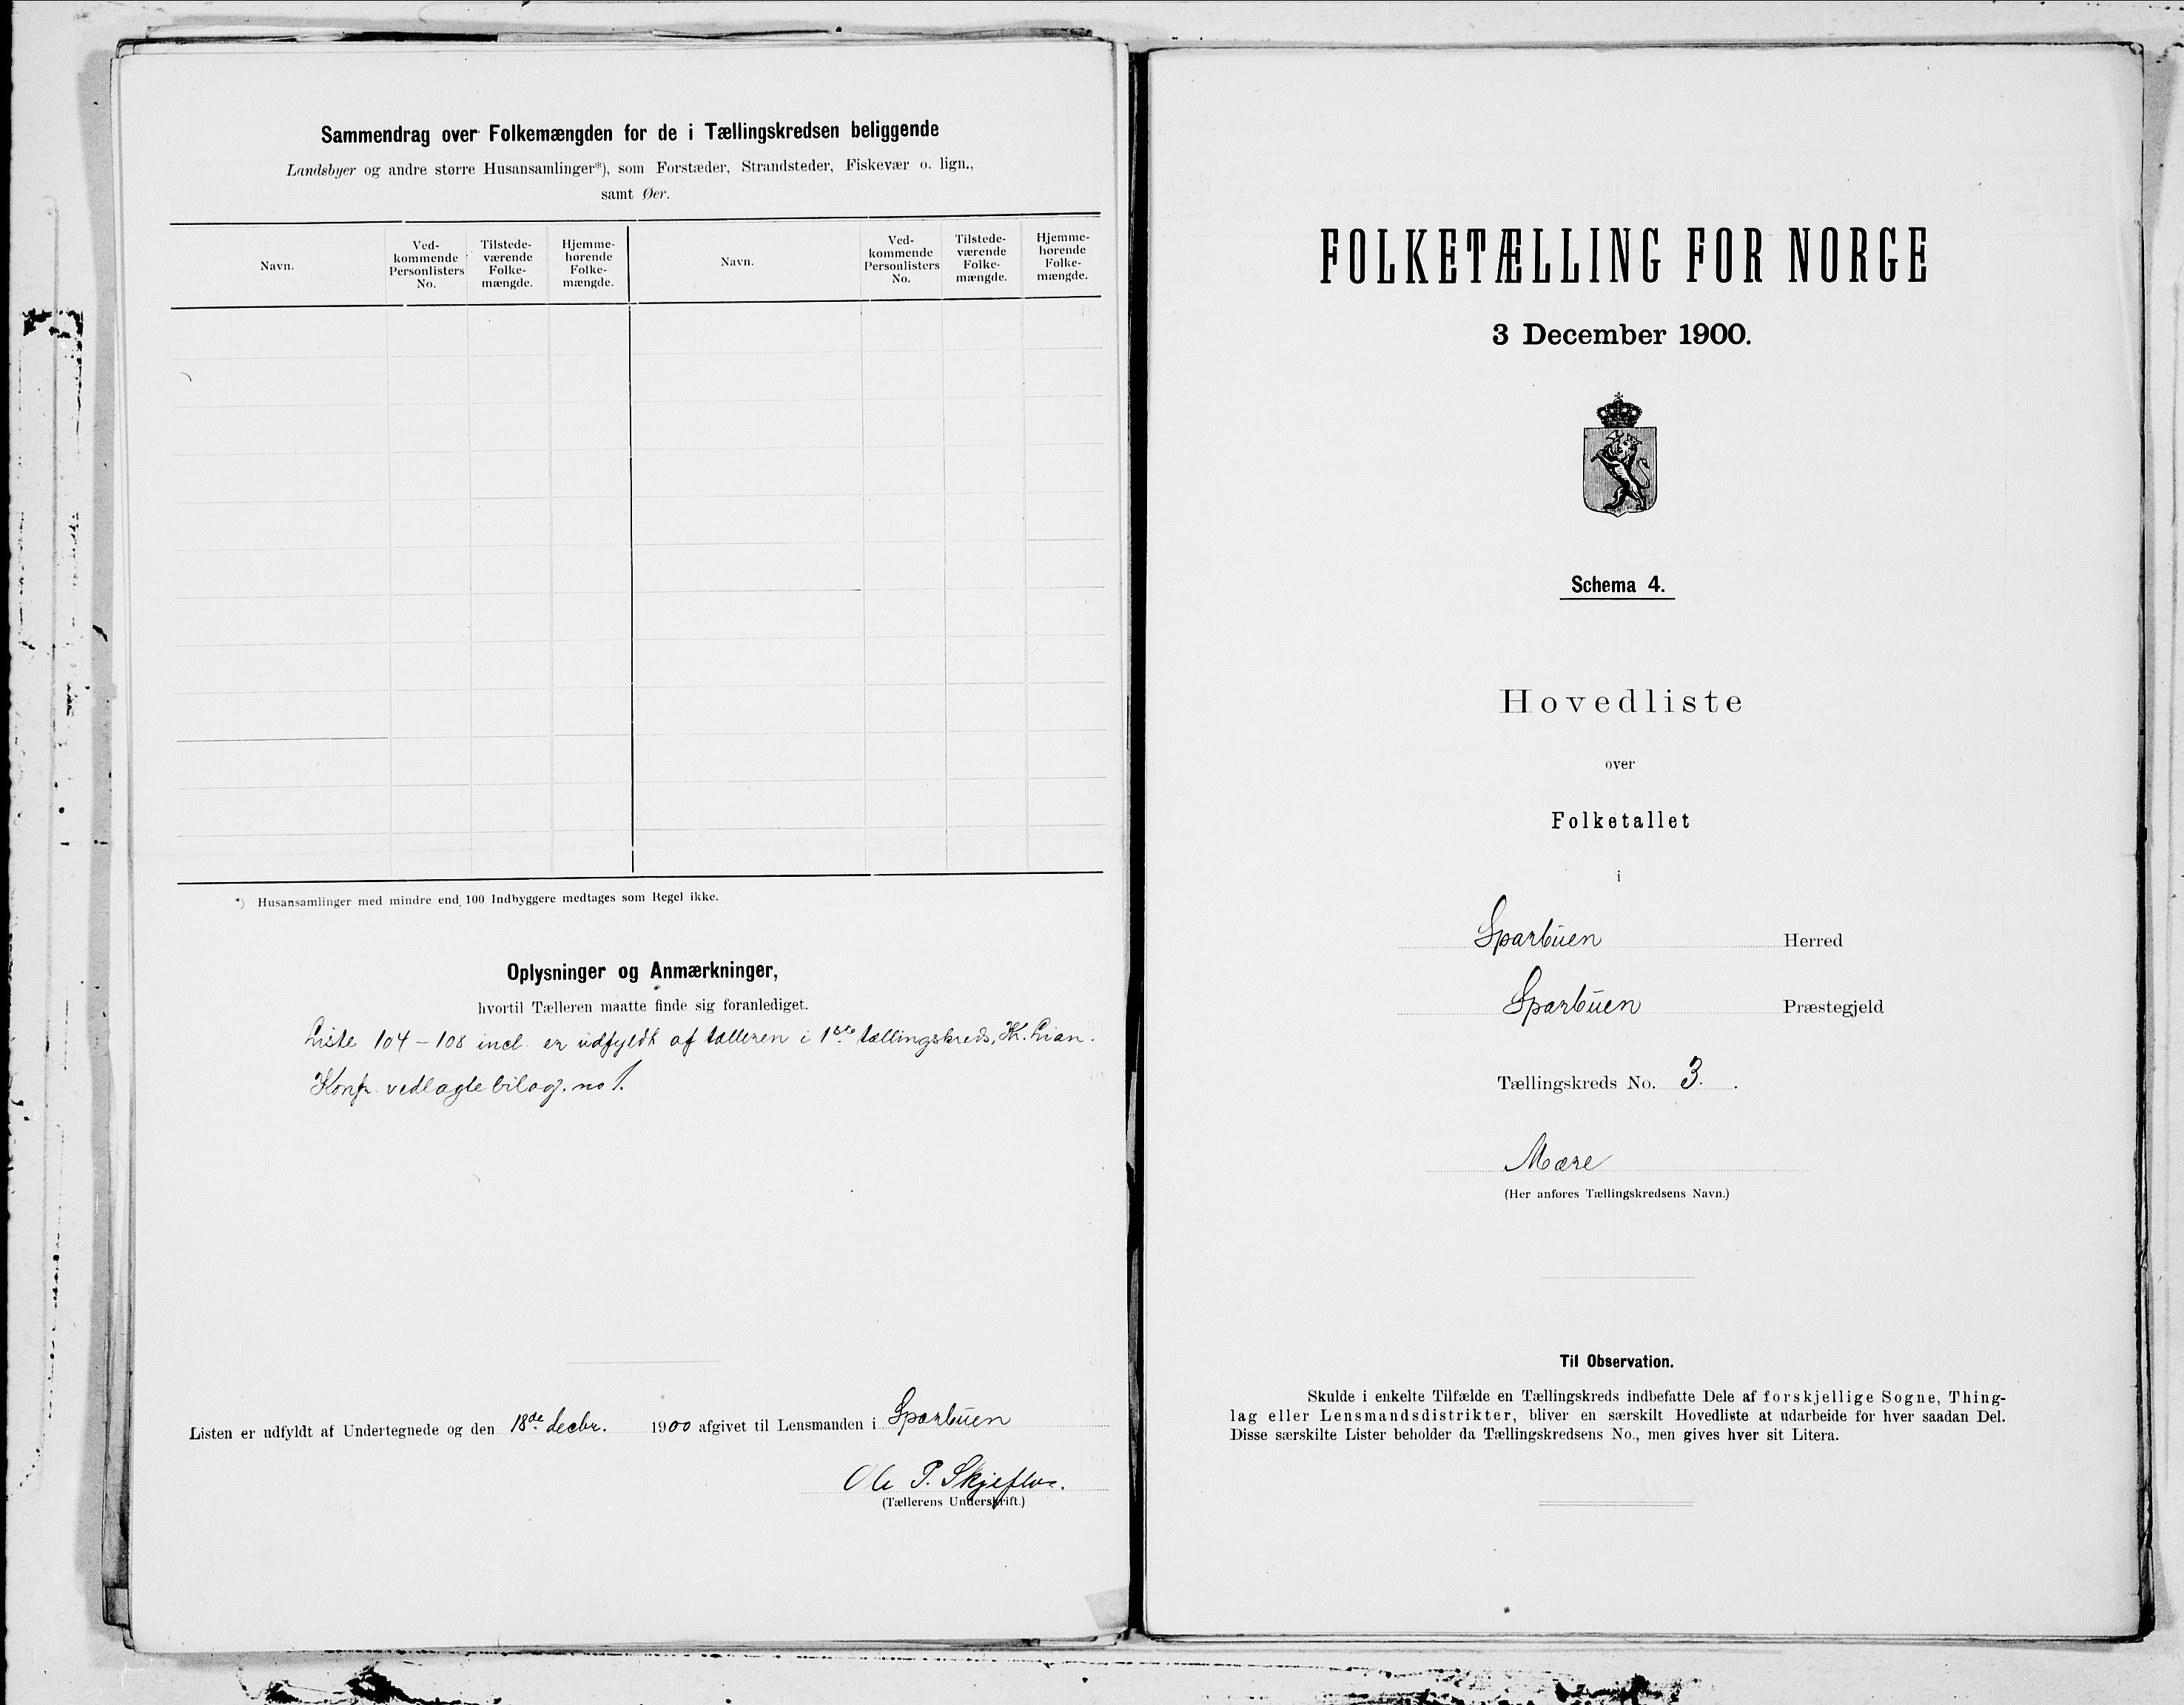 Sammendrag over Folkemængden for de i Tællingskredsen beliggende
Landsbyer og andre større Husansamlinger*), som Forstæder, Strandsteder, Fiskevær o. lign.,
samt Øer.
Navn.
Ved-
kommende
Personlisters
No.
Tilstede-
værende
Folke-
mængde.
Hjemme-
hørende
Folke-
mængde.
Navn.
Ved-
kommende
Personlisters
No.
Tilstede-
værende
Folke-
mængde.
Hjemme-
hørende
Folke-
mængde.
*) Husansamlinger med mindre end 100 Indbyggere medtages som Regel ikke.
Oplysninger og Anmærkninger,
hvortil Tælleren maatte finde sig foranlediget.
Liste 104 – 108 incl. er udfyldt af tælleren i 1ste tællingskreds, K. Lian.
Konfr. vedlagte bilag. no 1.
Listen er udfyldt af Undertegnede og den 18de decbr. 1900 afgivet til Lensmanden i Sparbuen
Ole P. Skjeflo.
(Tællerens Underskrift.)
FOLKETÆLLING FOR NORGE
3 December 1900.
Schema 4.
Hovedliste
over
Folketallet
i
Sparbuen Herred
Sparbuen Præstegjeld
Tællingskreds No. 3.
Mære
(Her anføres Tællingskredsens Navn.)
Til Observation.
Skulde i enkelte Tilfælde en Tællingskreds indbefatte Dele af forskjellige Sogne, Thing-
lag eller Lensmandsdistrikter, bliver en særskilt Hovedliste at udarbeide for hver saadan Del.
Disse særskilte Lister beholder da Tællingskredsens No., men gives hver sit Litera.